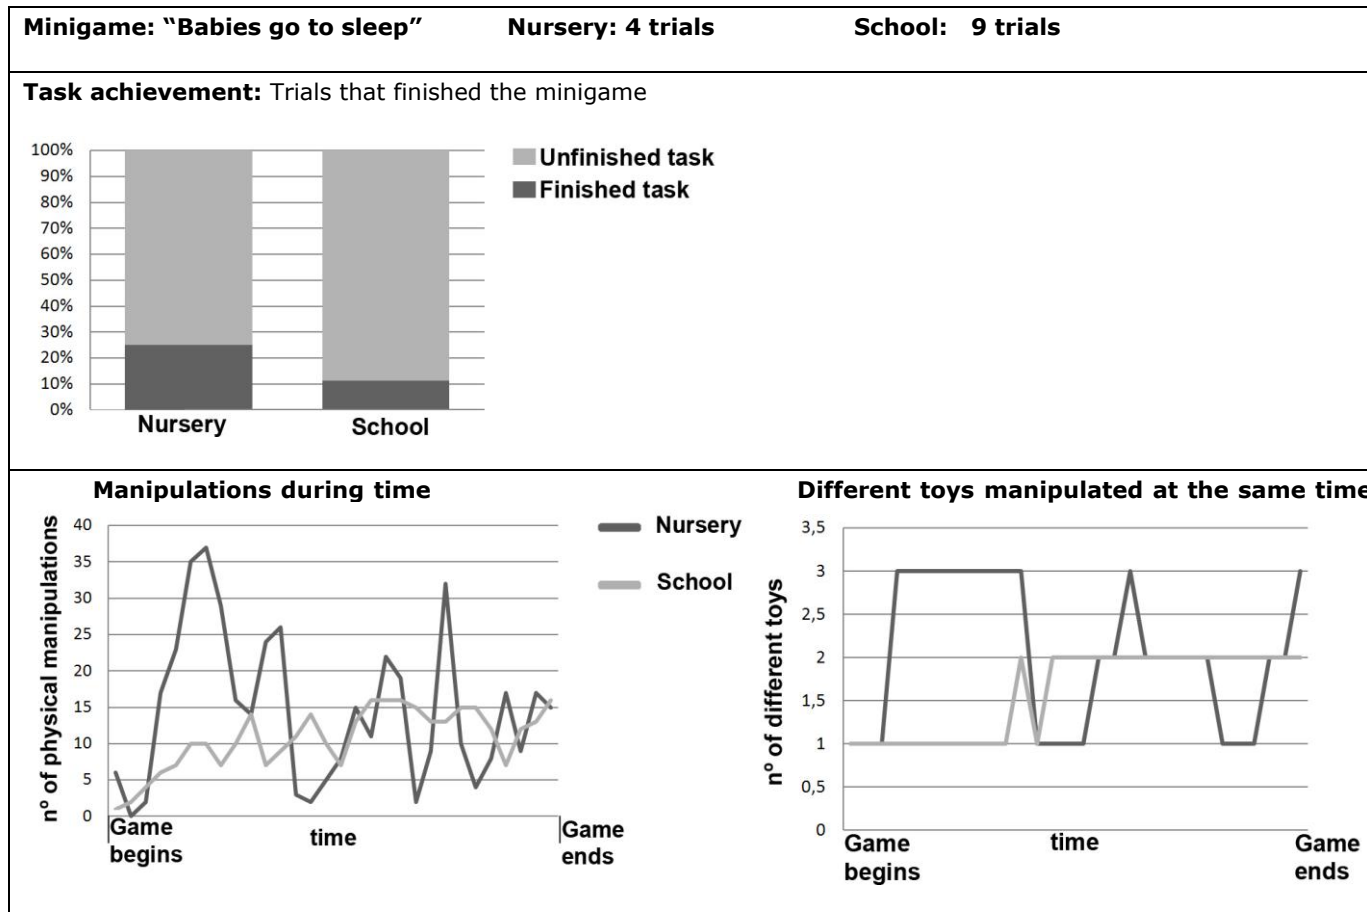 Minigame: “Babies go to sleep” Nursery: 4 trials School: 9 trials
Task achievement: Trials that finished the minigame
100%
90%
80%
70%
60%
50%
40%
30%
20%
10%
0%
Nursery
School
Unfinished task
Finished task
Manipulations during time
nº of physical manipulations
40
35
30
25
20
15
10
5
0
Game
begins
time
Game
ends
Nursery
School
Different toys manipulated at the same time
nº of different toys
3,5
3
2,5
2
1,5
1
0,5
0
Game
begins
time
Game
ends